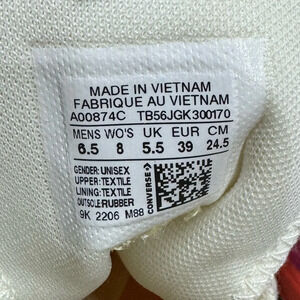 MADE IN VIETNAM
FABRIQUE AU VIETNAM
A00874C TB56JGK300170
MENS WO'S UK EUR CM
6.5 8 5.5 39 24.5
GENDER: UNISEX
UPPER: TEXTILE
LINING: TEXTILE
OUTSOLE: RUBBER
9K 2206 M88
CONVERSE